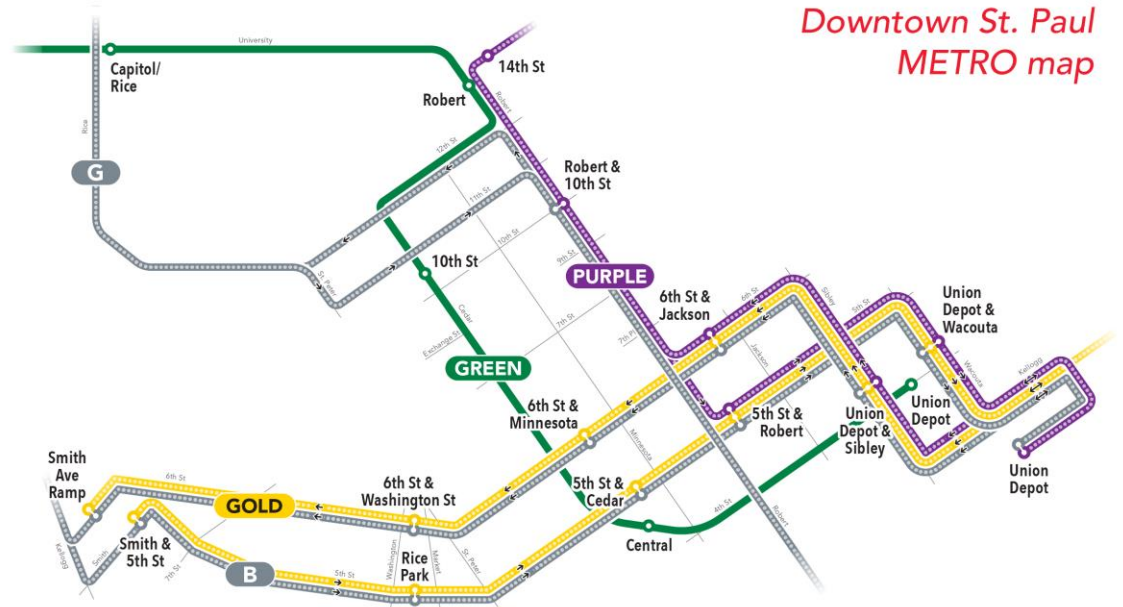 Downtown St. Paul
METRO map
University
Capitol/
Rice
14th St
Robert
Robert
Rice
12th St
G
Robert &
10th St
11th St
10th St
9th St
St. Peter
10th St
PURPLE
6th St &
Jackson
6th St
Sibley
5th St
Union
Depot &
Wacouta
Cedar
7th St
7th Pl
Exchange St
Jackson
Wacouta
Kellogg
GREEN
6th St &
Minnesota
5th St &
Robert
Union
Depot &
Sibley
Union
Depot
Minnesota
Union
Depot
Smith
Ave
Ramp
6th St
GOLD
6th St &
Washington St
5th St &
Cedar
4th St
Robert
Central
Kellogg
Smith
Smith &
5th St
7th St
B
5th St
Rice
Park
Washington
Market
St. Peter